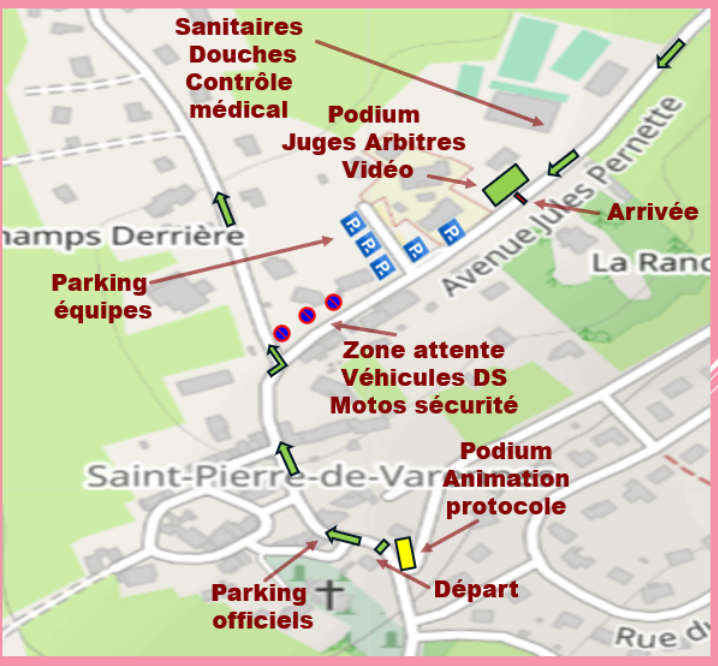 Sanitaires
Douches
Contrôle
médical
Podium
Juges Arbitres
Vidéo
Avenue Jules Pernette
Arrivée
hamps Derrière
La Ranc
P
P
P
P
P
Parking
équipes
Zone attente
Véhicules DS
Motos sécurité
Podium
Animation
protocole
Saint-Pierre-de-Var
Départ
Parking
officiels
Rue du